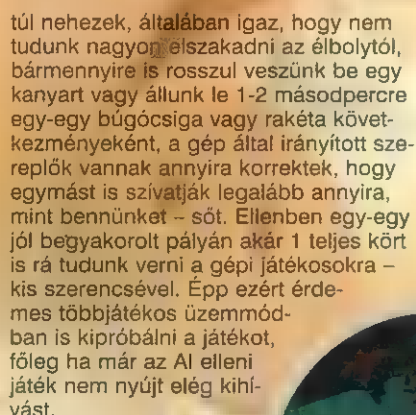 túl nehezek, általában igaz, hogy nem
tudunk nagyon elszakadni az élbolytól,
bármennyire is rosszul veszünk be egy
kanyart vagy állunk le 1-2 másodpercre
egy-egy búgócsiga vagy rakéta követ-
kezményeként, a gép által irányított sze-
replők vannak annyira korrektek, hogy
egymást is szívatják legalább annyira,
mint bennünket – sőt. Ellenben egy-egy
jól begyakorolt pályán akár 1 teljes kört
is rá tudunk verni a gépi játékosokra –
kis szerencsével. Épp ezért érde-
mes többjátékos üzemmód-
ban is kipróbálni a játékot,
főleg ha már az AI elleni
játék nem nyújt elég kihí-
vást.